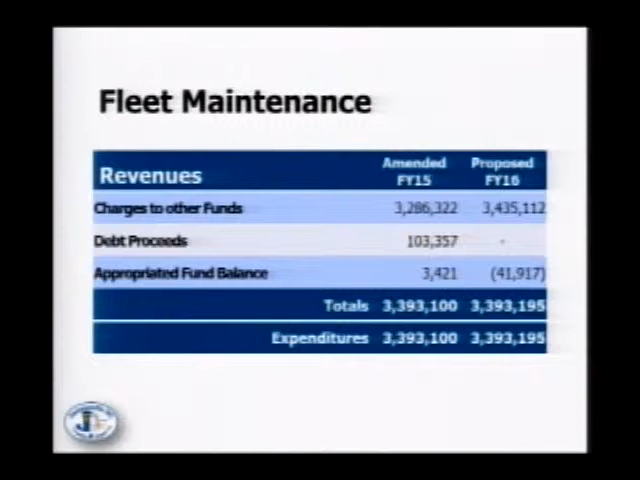 Fleet Maintenance
Revenues Amended FY15 Proposed FY16
Charges to other Funds 3,286,322 3,435,112
Debt Proceeds 103,357 -
Appropriated Fund Balance 3,421 (41,917)
Totals 3,393,100 3,393,195
Expenditures 3,393,100 3,393,195